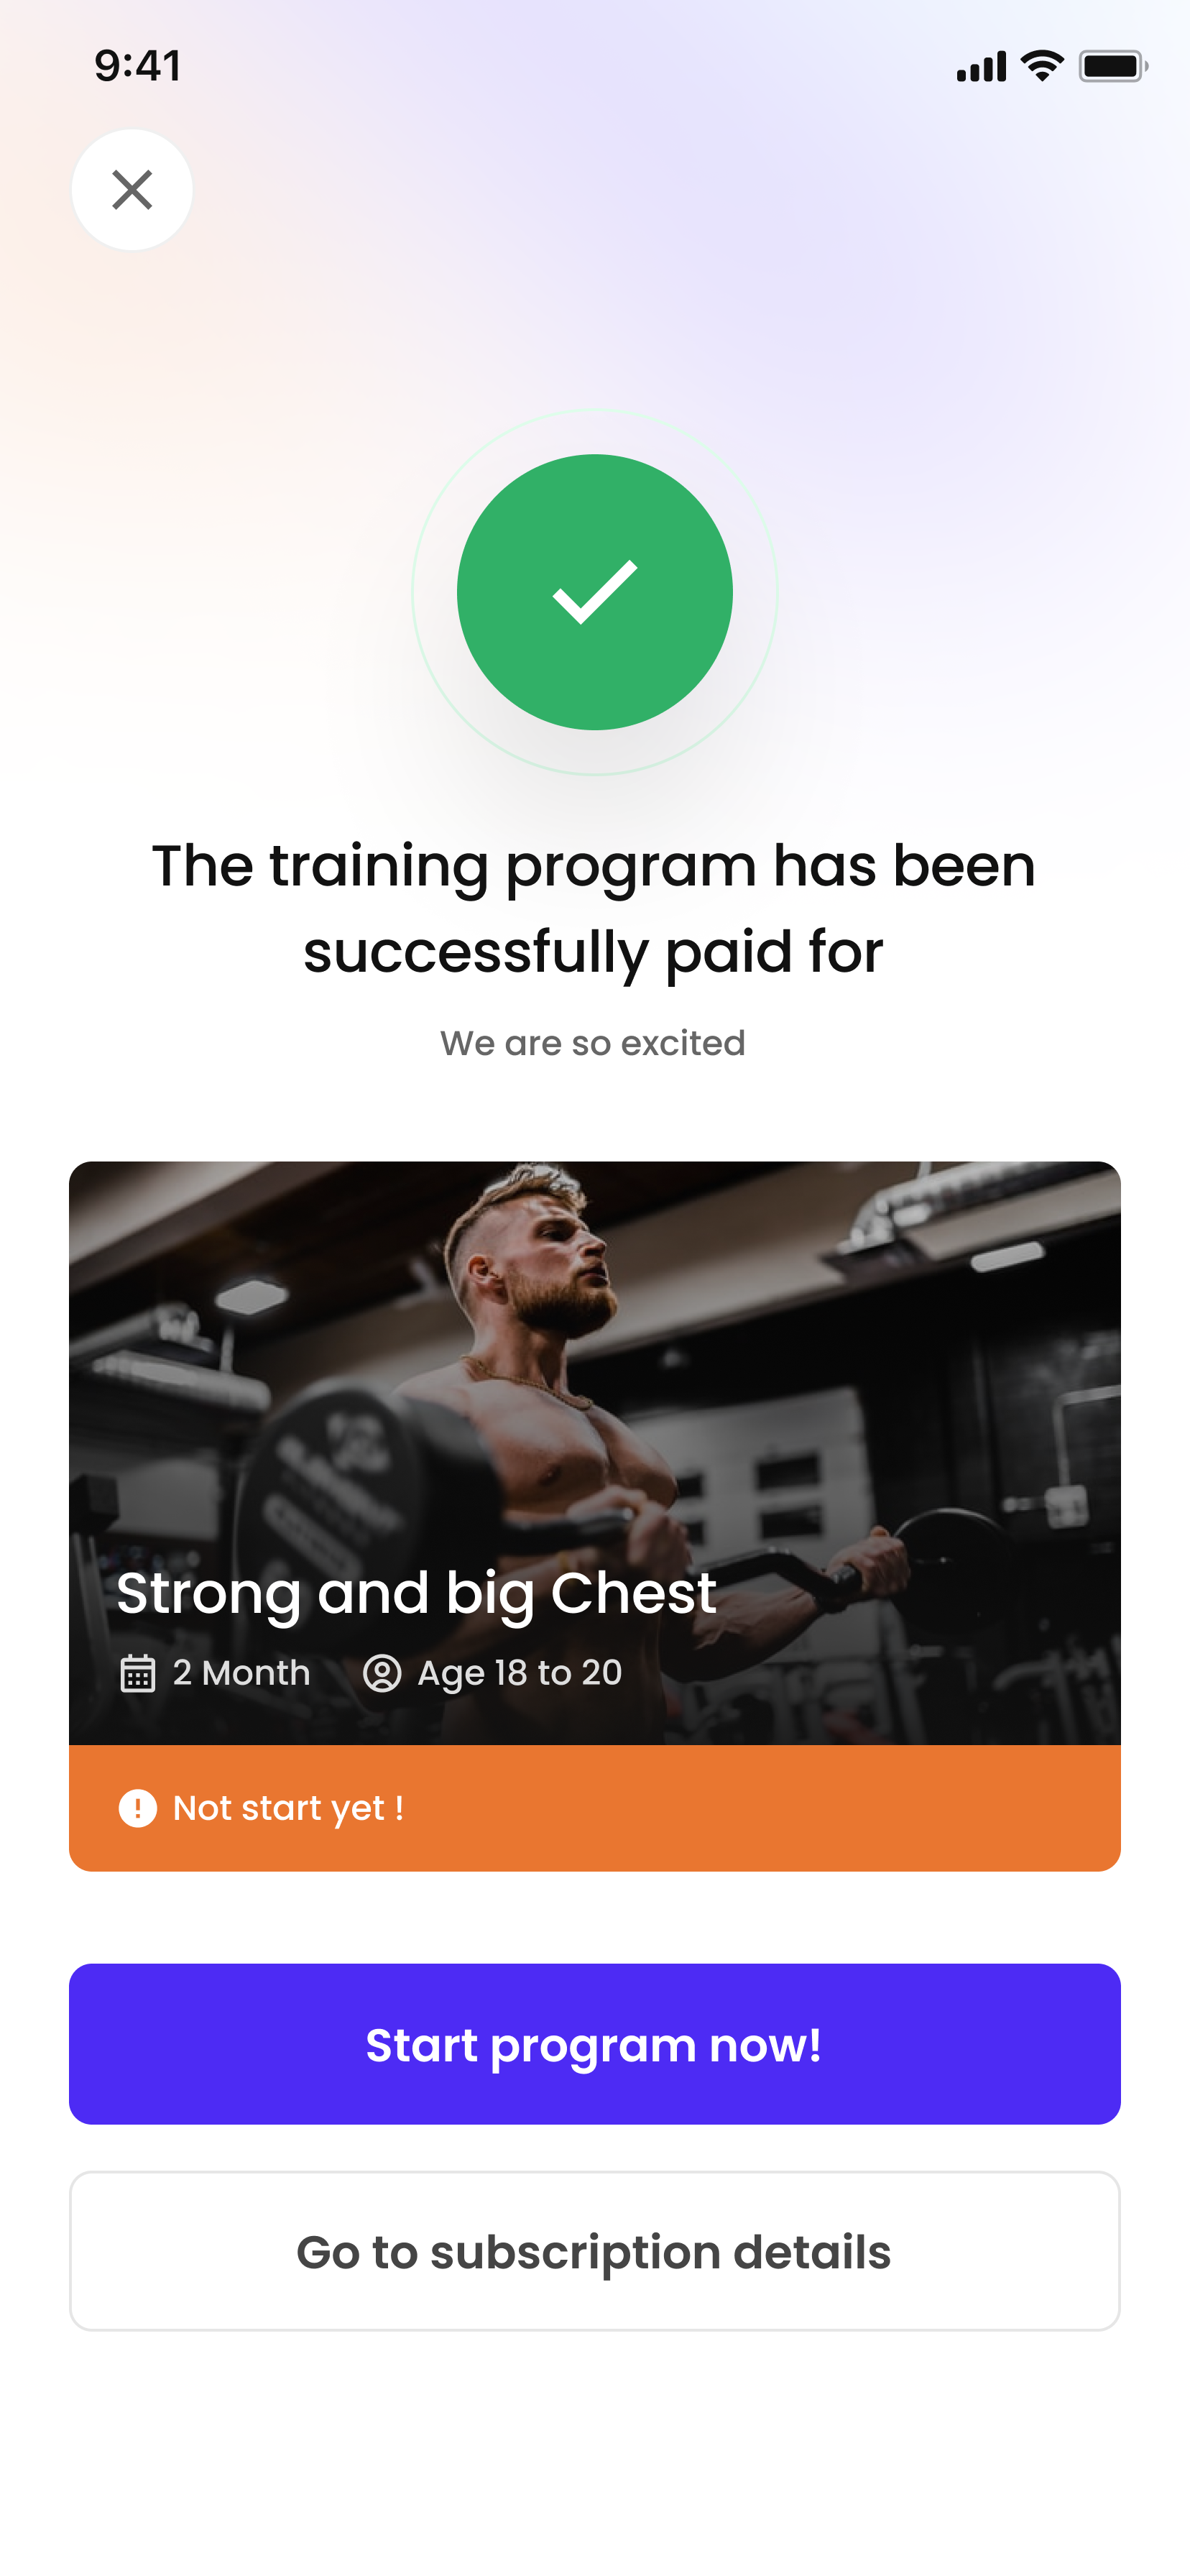 9:41
The training program has been
successfully paid for
We are so excited
Strong and big Chest
2 Month Age 18 to 20
Not start yet !
Start program now!
Go to subscription details